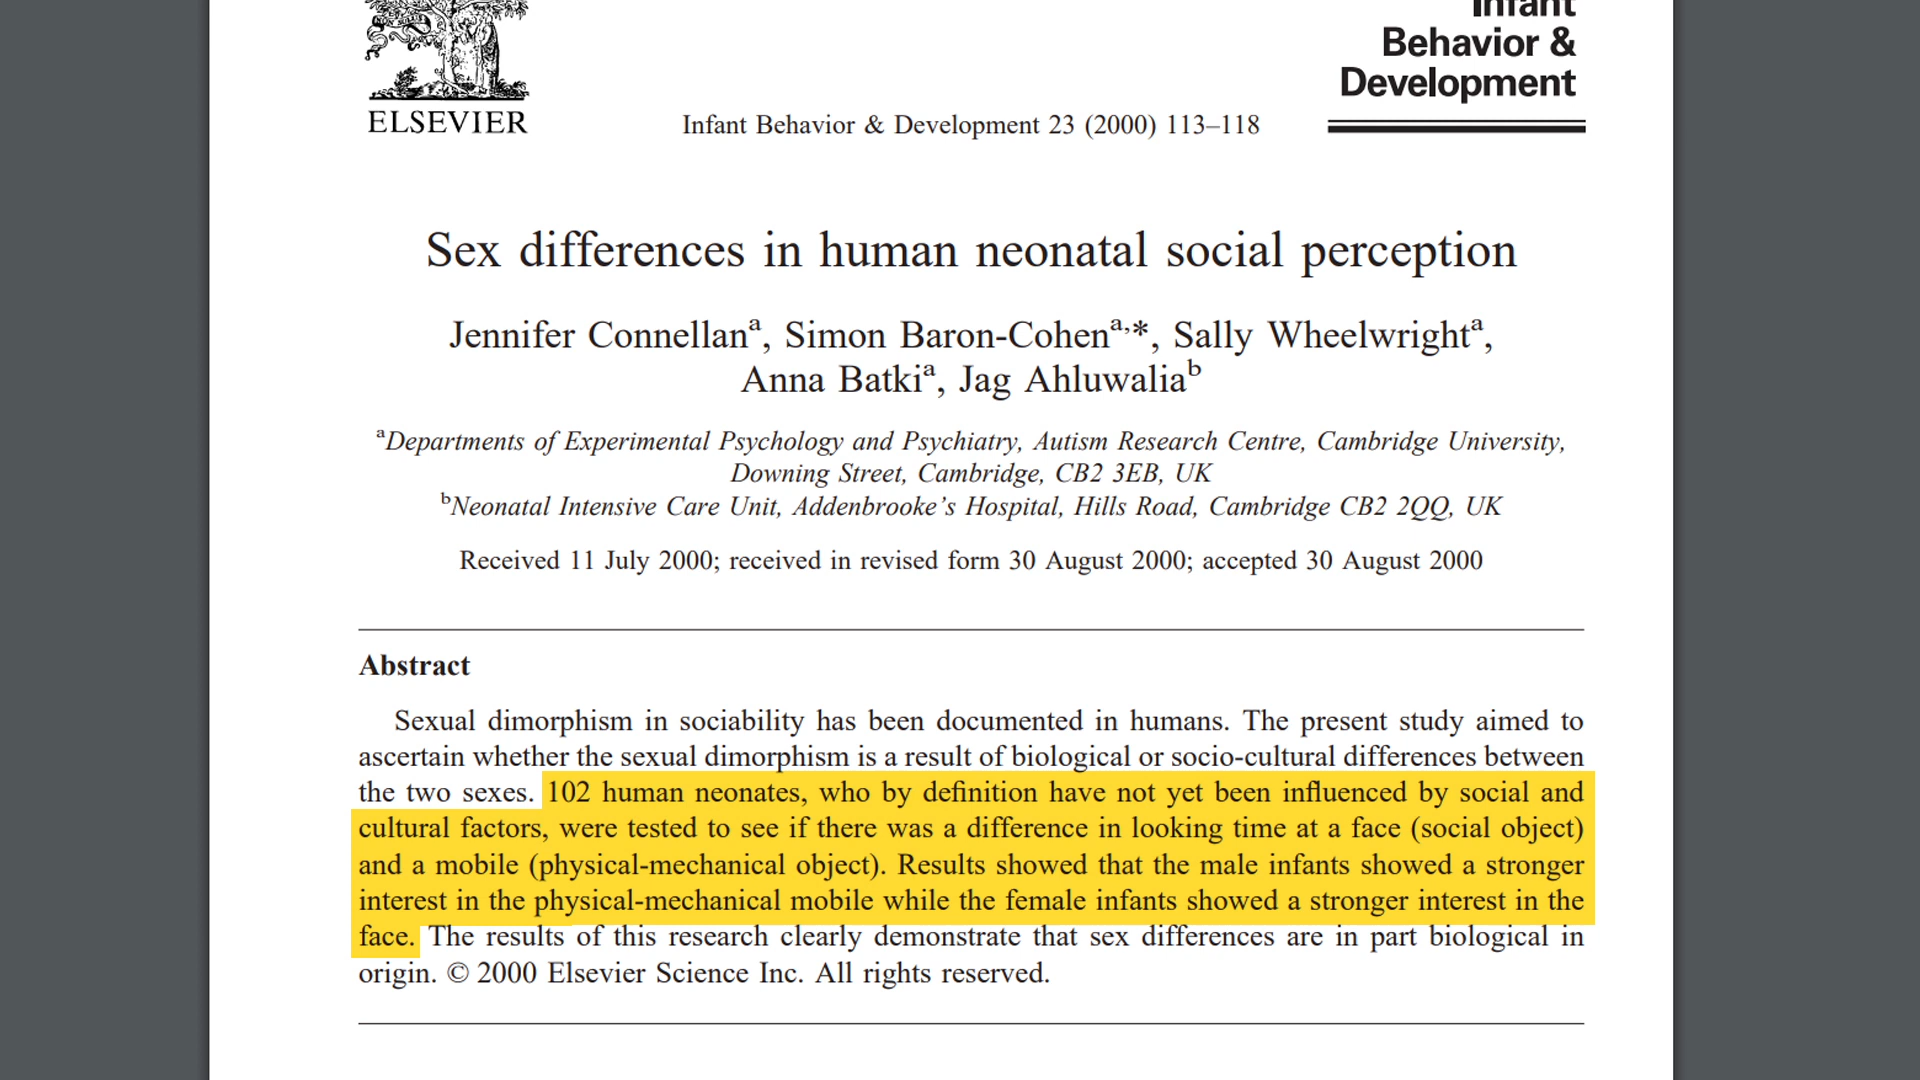 Infant
Behavior &
Development
ELSEVIER
Infant Behavior & Development 23 (2000) 113–118
Sex differences in human neonatal social perception
Jennifer Connellanᵃ, Simon Baron-Cohenᵃ,*, Sally Wheelwrightᵃ,
Anna Batkiᵃ, Jag Ahluwaliaᵇ
ᵃDepartments of Experimental Psychology and Psychiatry, Autism Research Centre, Cambridge University,
Downing Street, Cambridge, CB2 3EB, UK
ᵇNeonatal Intensive Care Unit, Addenbrooke’s Hospital, Hills Road, Cambridge CB2 2QQ, UK
Received 11 July 2000; received in revised form 30 August 2000; accepted 30 August 2000
Abstract
Sexual dimorphism in sociability has been documented in humans. The present study aimed to
ascertain whether the sexual dimorphism is a result of biological or socio-cultural differences between
the two sexes. 102 human neonates, who by definition have not yet been influenced by social and
cultural factors, were tested to see if there was a difference in looking time at a face (social object)
and a mobile (physical-mechanical object). Results showed that the male infants showed a stronger
interest in the physical-mechanical mobile while the female infants showed a stronger interest in the
face. The results of this research clearly demonstrate that sex differences are in part biological in
origin. © 2000 Elsevier Science Inc. All rights reserved.